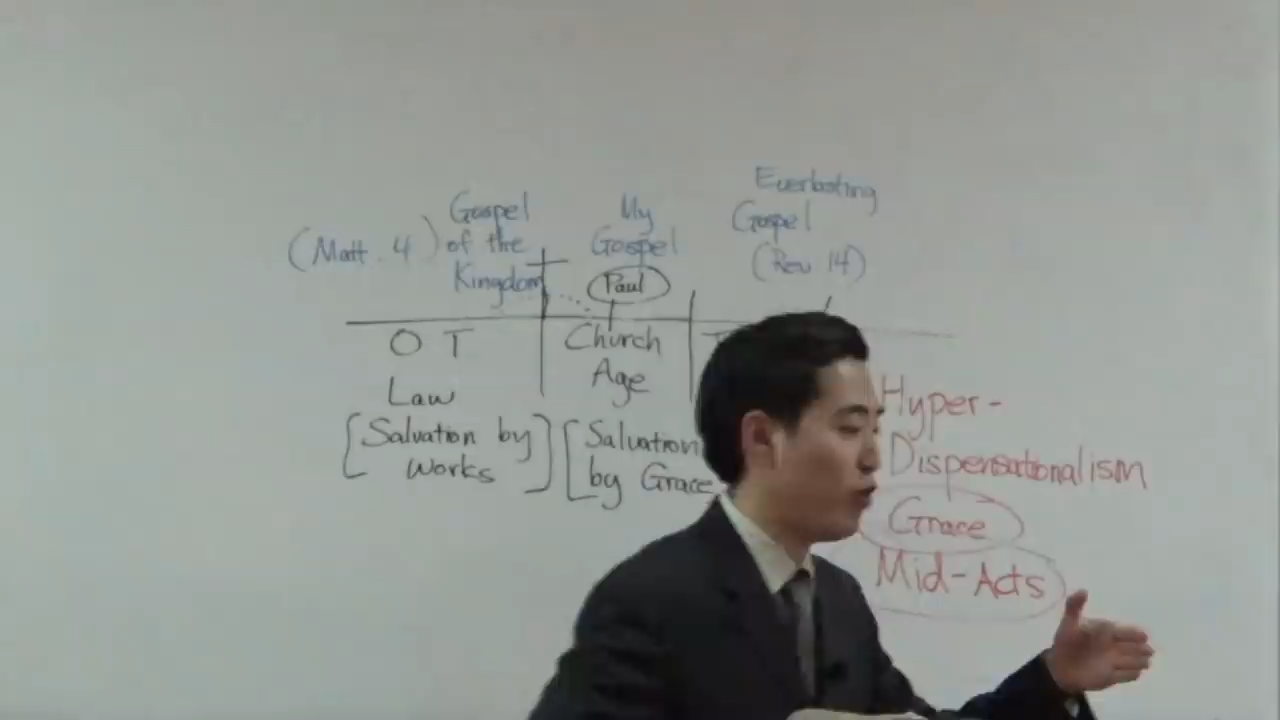 Everlasting
Gospel
(Rev 14)
My
Gospel
Paul
Gospel
of the
Kingdom
(Matt. 4)
O T
Law
[Salvation by
Works]
Church
Age
[Salvation
by Grace
T
Hyper-
Dispensationalism
Grace
Mid-Acts